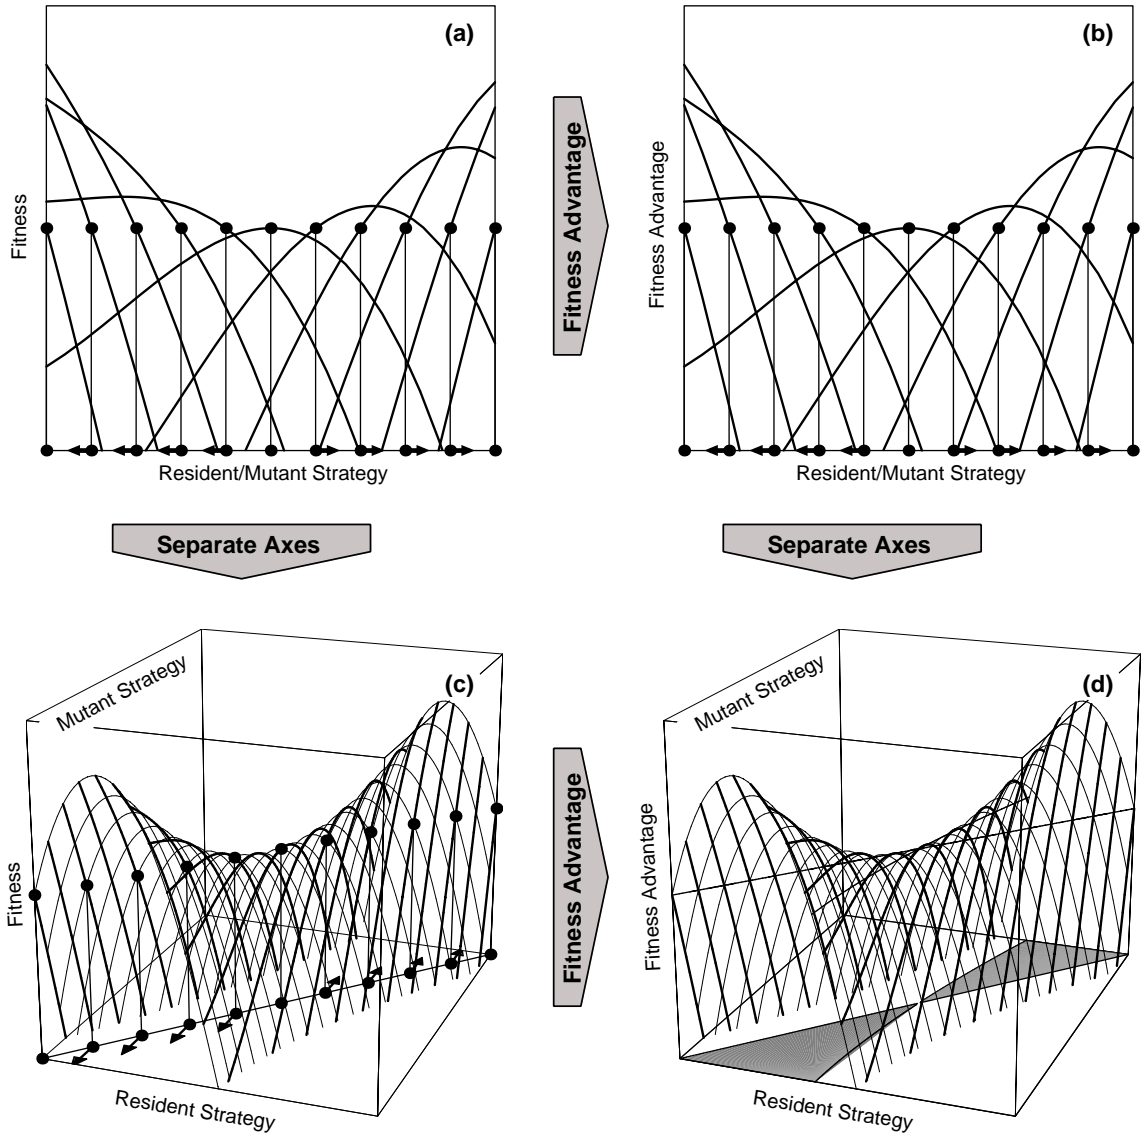 (a)
(b)
Fitness
Fitness Advantage
Fitness Advantage
Resident/Mutant Strategy
Resident/Mutant Strategy
Separate Axes
Separate Axes
Mutant Strategy
(c)
Mutant Strategy
(d)
Fitness
Fitness Advantage
Fitness Advantage
Resident Strategy
Resident Strategy